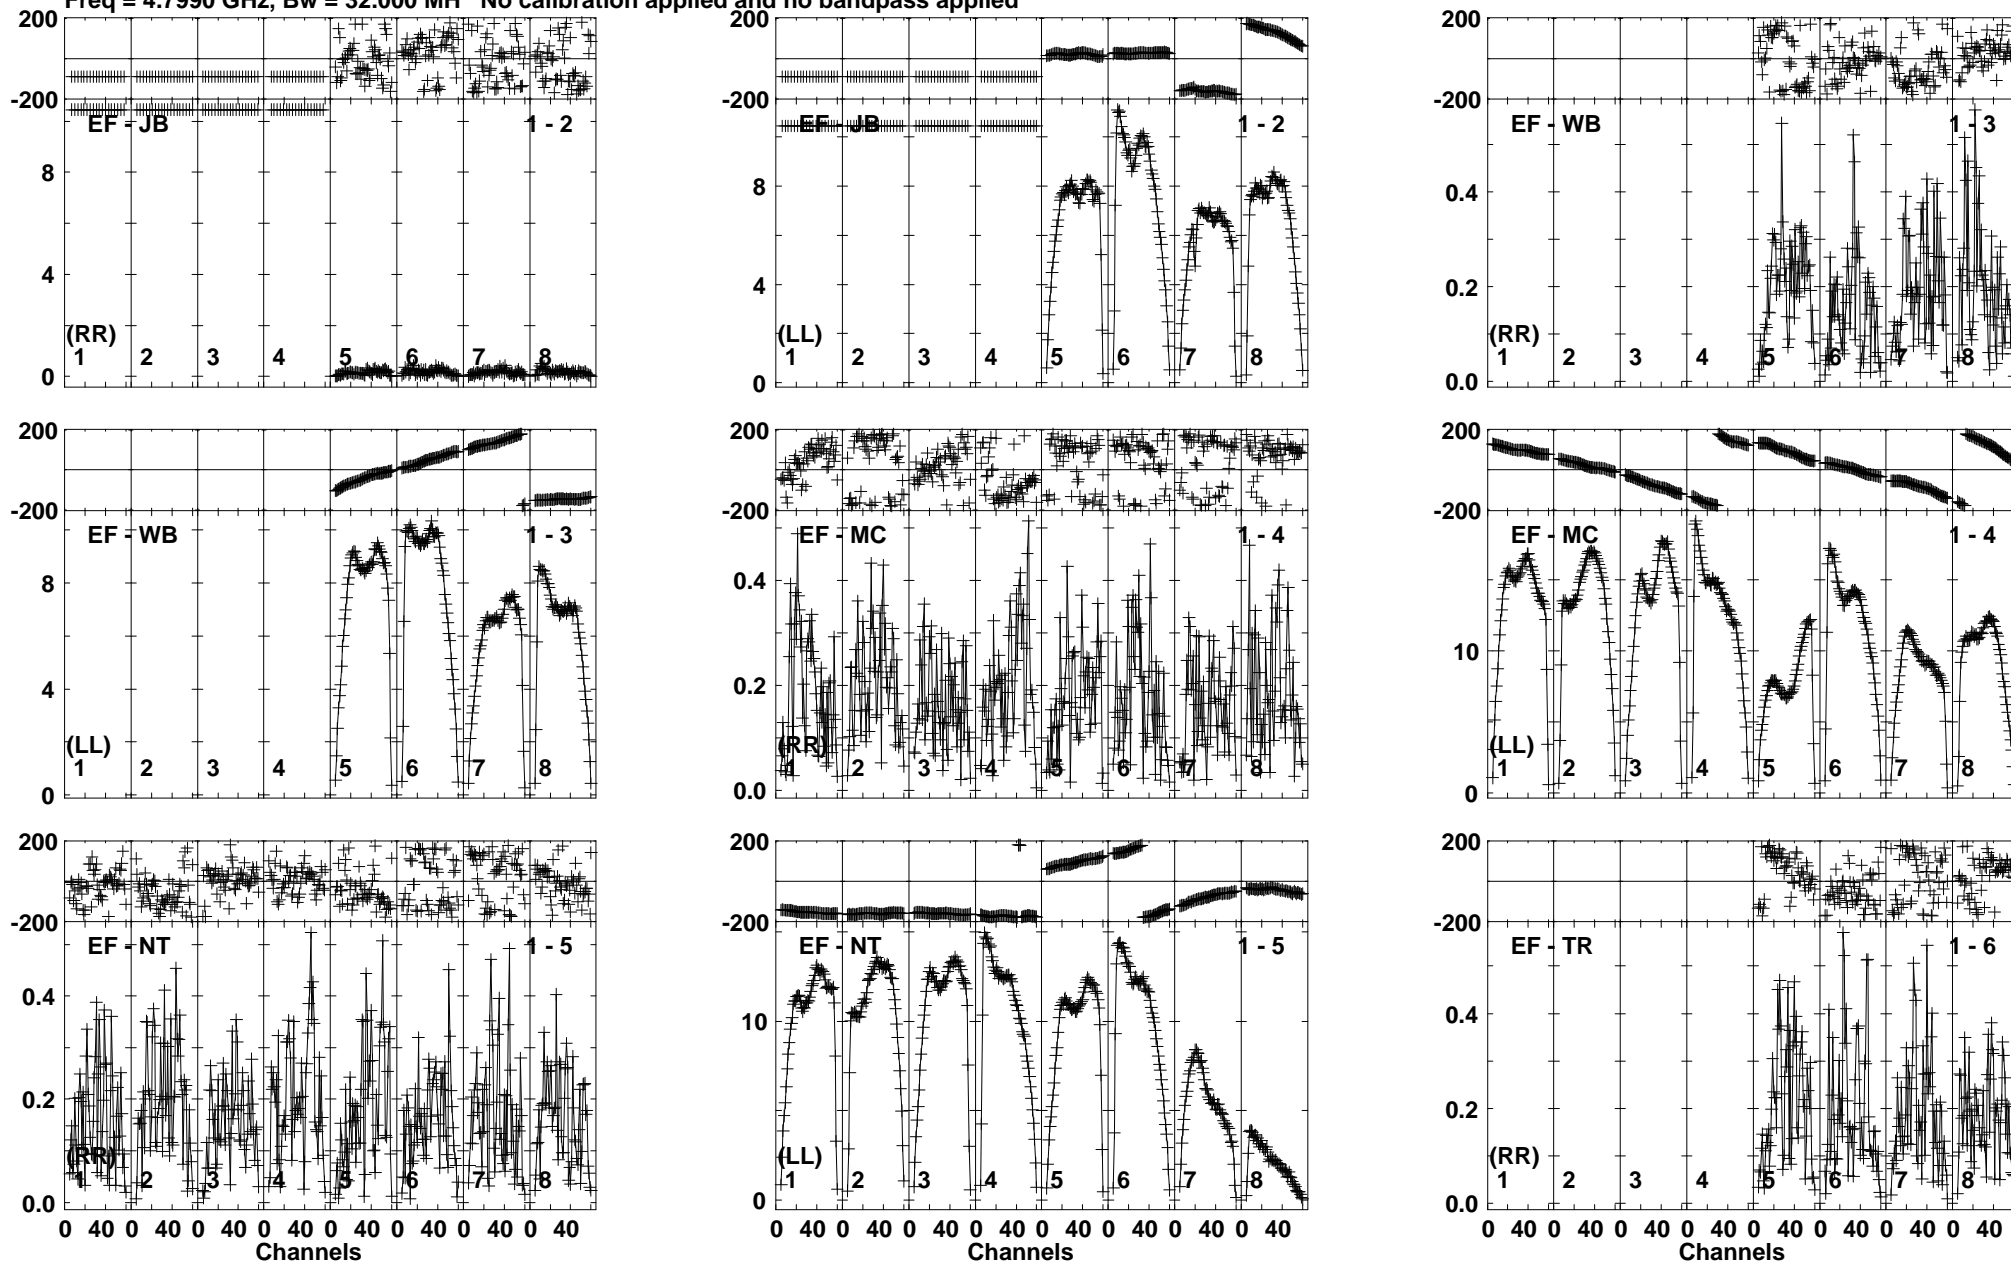 Freq = 4.7990 GHz, Bw = 32.000 MH No calibration applied and no bandpass applied
200
-200
EF - JB 1 - 2
8
4
0
(RR)
1 2 3 4 5 6 7 8
200
-200
EF - JB 1 - 2
8
4
0
(LL)
1 2 3 4 5 6 7 8
200
-200
EF - WB 1 - 3
0.4
0.2
0.0
(RR)
1 2 3 4 5 6 7 8
200
-200
EF - WB 1 - 3
8
4
0
(LL)
1 2 3 4 5 6 7 8
200
-200
EF - MC 1 - 4
0.4
0.2
0.0
(RR)
1 2 3 4 5 6 7 8
200
-200
EF - MC 1 - 4
10
0
(LL)
1 2 3 4 5 6 7 8
200
-200
EF - NT 1 - 5
0.4
0.2
0.0
(RR)
1 2 3 4 5 6 7 8
0 40 0 40 0 40 0 40 0 40 0 40 0 40 0 40
Channels
200
-200
EF - NT 1 - 5
10
0
(LL)
1 2 3 4 5 6 7 8
0 40 0 40 0 40 0 40 0 40 0 40 0 40 0 40
Channels
200
-200
EF - TR 1 - 6
0.4
0.2
0.0
(RR)
1 2 3 4 5 6 7 8
0 40 0 40 0 40 0 40 0 40 0 40 0 40 0 40
Channels